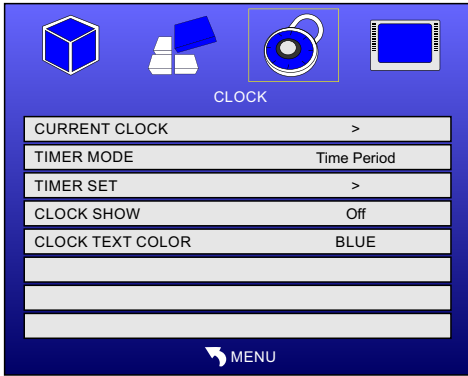 CLOCK
CURRENT CLOCK >
TIMER MODE Time Period
TIMER SET >
CLOCK SHOW Off
CLOCK TEXT COLOR BLUE
MENU